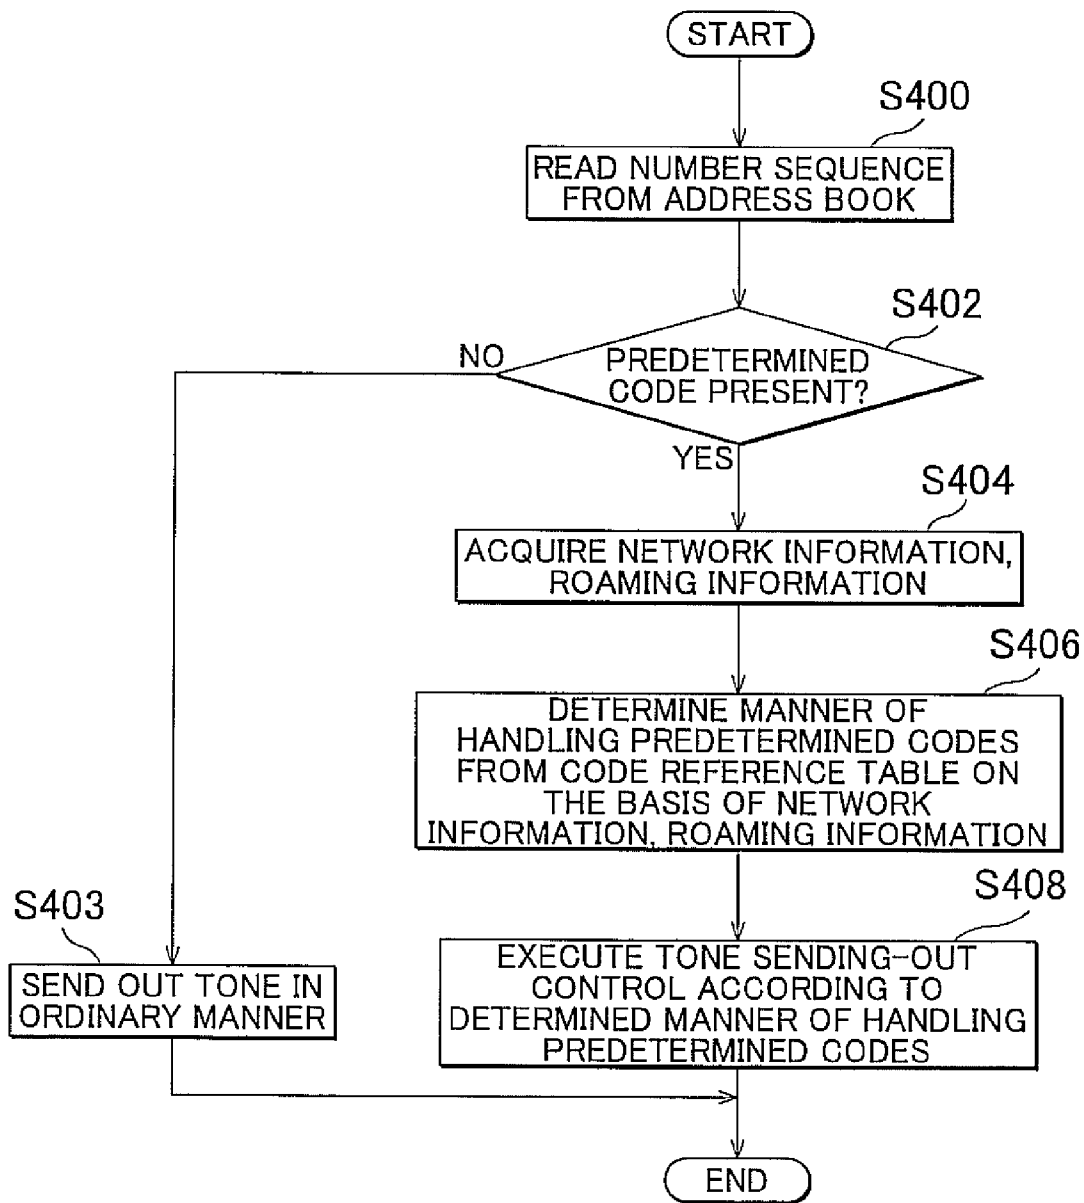 START
S400
READ NUMBER SEQUENCE
FROM ADDRESS BOOK
S402
NO
PREDETERMINED
CODE PRESENT?
YES
S404
ACQUIRE NETWORK INFORMATION,
ROAMING INFORMATION
S406
DETERMINE MANNER OF
HANDLING PREDETERMINED CODES
FROM CODE REFERENCE TABLE ON
THE BASIS OF NETWORK
INFORMATION, ROAMING INFORMATION
S403
SEND OUT TONE IN
ORDINARY MANNER
S408
EXECUTE TONE SENDING-OUT
CONTROL ACCORDING TO
DETERMINED MANNER OF HANDLING
PREDETERMINED CODES
END